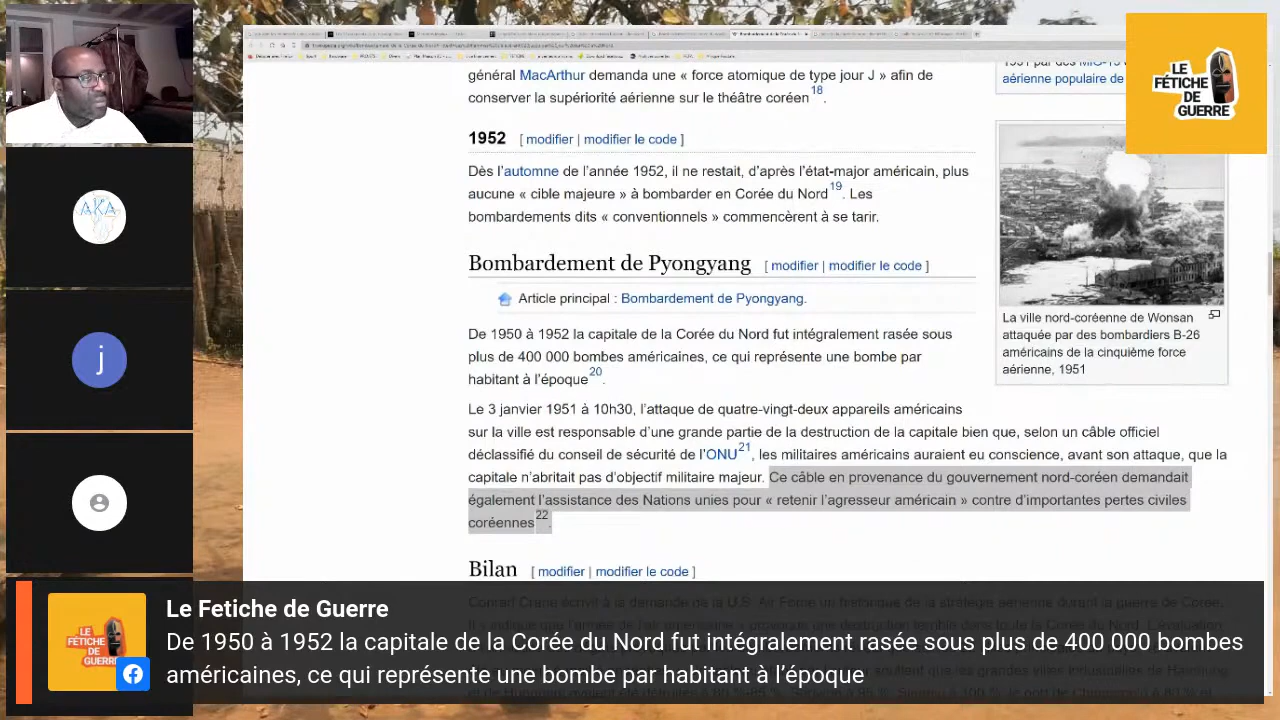 général MacArthur demanda une « force atomique de type jour J » afin de
conserver la supériorité aérienne sur le théâtre coréen18.
1952 [ modifier | modifier le code ]
Dès l'automne de l'année 1952, il ne restait, d'après l'état-major américain, plus
aucune « cible majeure » à bombarder en Corée du Nord19. Les
bombardements dits « conventionnels » commencèrent à se tarir.
Bombardement de Pyongyang [ modifier | modifier le code ]
Article principal : Bombardement de Pyongyang.
De 1950 à 1952 la capitale de la Corée du Nord fut intégralement rasée sous
plus de 400 000 bombes américaines, ce qui représente une bombe par
habitant à l'époque20.
Le 3 janvier 1951 à 10h30, l'attaque de quatre-vingt-deux appareils américains
sur la ville est responsable d'une grande partie de la destruction de la capitale bien que, selon un câble officiel
déclassifié du conseil de sécurité de l'ONU21, les militaires américains auraient eu conscience, avant son attaque, que la
capitale n'abritait pas d'objectif militaire majeur. Ce câble en provenance du gouvernement nord-coréen demandait
également l'assistance des Nations unies pour « retenir l'agresseur américain » contre d'importantes pertes civiles
coréennes22.
Bilan [ modifier | modifier le code ]
aérienne populaire de
La ville nord-coréenne de Wonsan
attaquée par des bombardiers B-26
américains de la cinquième force
aérienne, 1951
LE
FÉTICHE
DE
GUERRE
AKA
j
LE
FÉTICHE
DE
GUERRE
Le Fetiche de Guerre
De 1950 à 1952 la capitale de la Corée du Nord fut intégralement rasée sous plus de 400 000 bombes
américaines, ce qui représente une bombe par habitant à l'époque